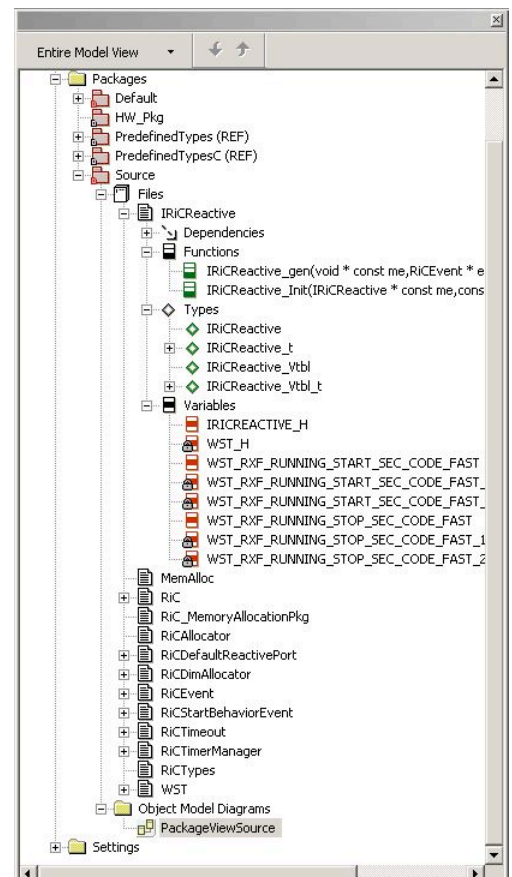 Entire Model View
Packages
Default
HW_Pkg
PredefinedTypes (REF)
PredefinedTypesC (REF)
Source
Files
IRiCReactive
Dependencies
Functions
IRiCReactive_gen(void * const me,RiCEvent * e
IRiCReactive_Init(IRiCReactive * const me,cons
Types
IRiCReactive
IRiCReactive_t
IRiCReactive_Vtbl
IRiCReactive_Vtbl_t
Variables
IRICREACTIVE_H
WST_H
WST_RXF_RUNNING_START_SEC_CODE_FAST
WST_RXF_RUNNING_START_SEC_CODE_FAST_
WST_RXF_RUNNING_START_SEC_CODE_FAST_
WST_RXF_RUNNING_STOP_SEC_CODE_FAST
WST_RXF_RUNNING_STOP_SEC_CODE_FAST_1
WST_RXF_RUNNING_STOP_SEC_CODE_FAST_2
MemAlloc
RiC
RiC_MemoryAllocationPkg
RiCAllocator
RiCDefaultReactivePort
RiCDimAllocator
RiCEvent
RiCStartBehaviorEvent
RiCTimeout
RiCTimerManager
RiCTypes
WST
Object Model Diagrams
PackageViewSource
Settings